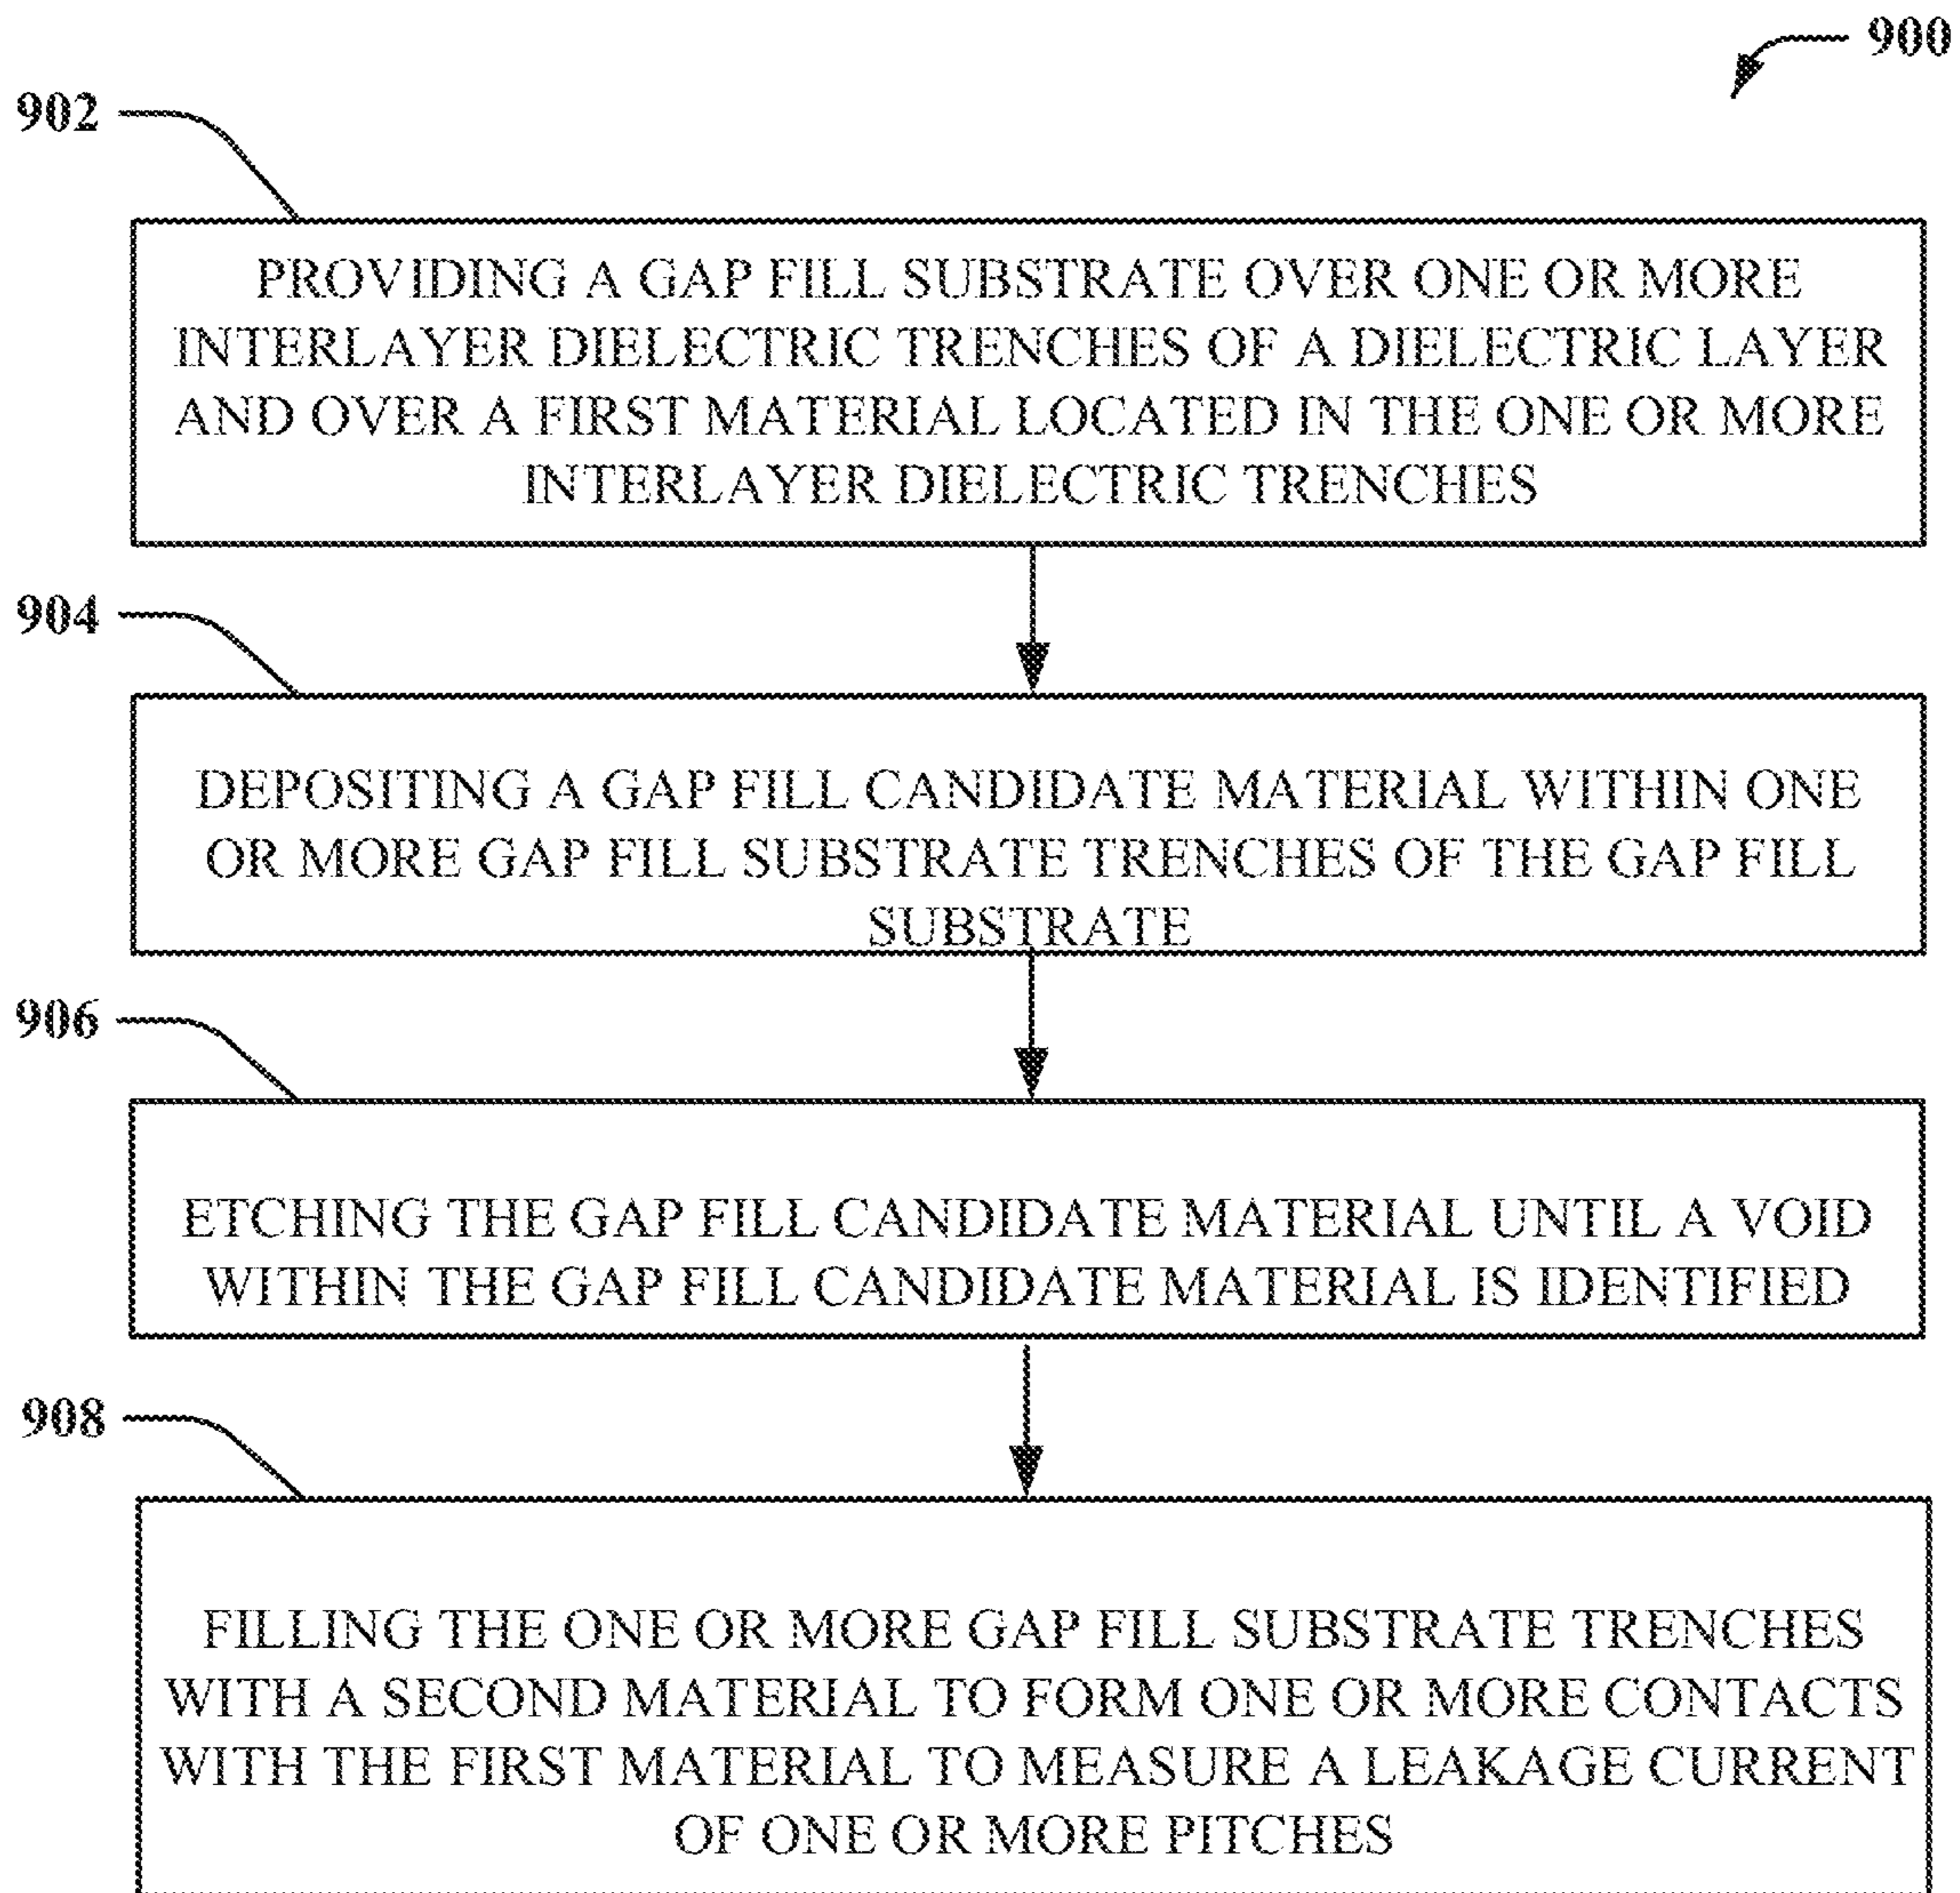 900
902
PROVIDING A GAP FILL SUBSTRATE OVER ONE OR MORE
INTERLAYER DIELECTRIC TRENCHES OF A DIELECTRIC LAYER
AND OVER A FIRST MATERIAL LOCATED IN THE ONE OR MORE
INTERLAYER DIELECTRIC TRENCHES
904
DEPOSITING A GAP FILL CANDIDATE MATERIAL WITHIN ONE
OR MORE GAP FILL SUBSTRATE TRENCHES OF THE GAP FILL
SUBSTRATE
906
ETCHING THE GAP FILL CANDIDATE MATERIAL UNTIL A VOID
WITHIN THE GAP FILL CANDIDATE MATERIAL IS IDENTIFIED
908
FILLING THE ONE OR MORE GAP FILL SUBSTRATE TRENCHES
WITH A SECOND MATERIAL TO FORM ONE OR MORE CONTACTS
WITH THE FIRST MATERIAL TO MEASURE A LEAKAGE CURRENT
OF ONE OR MORE PITCHES